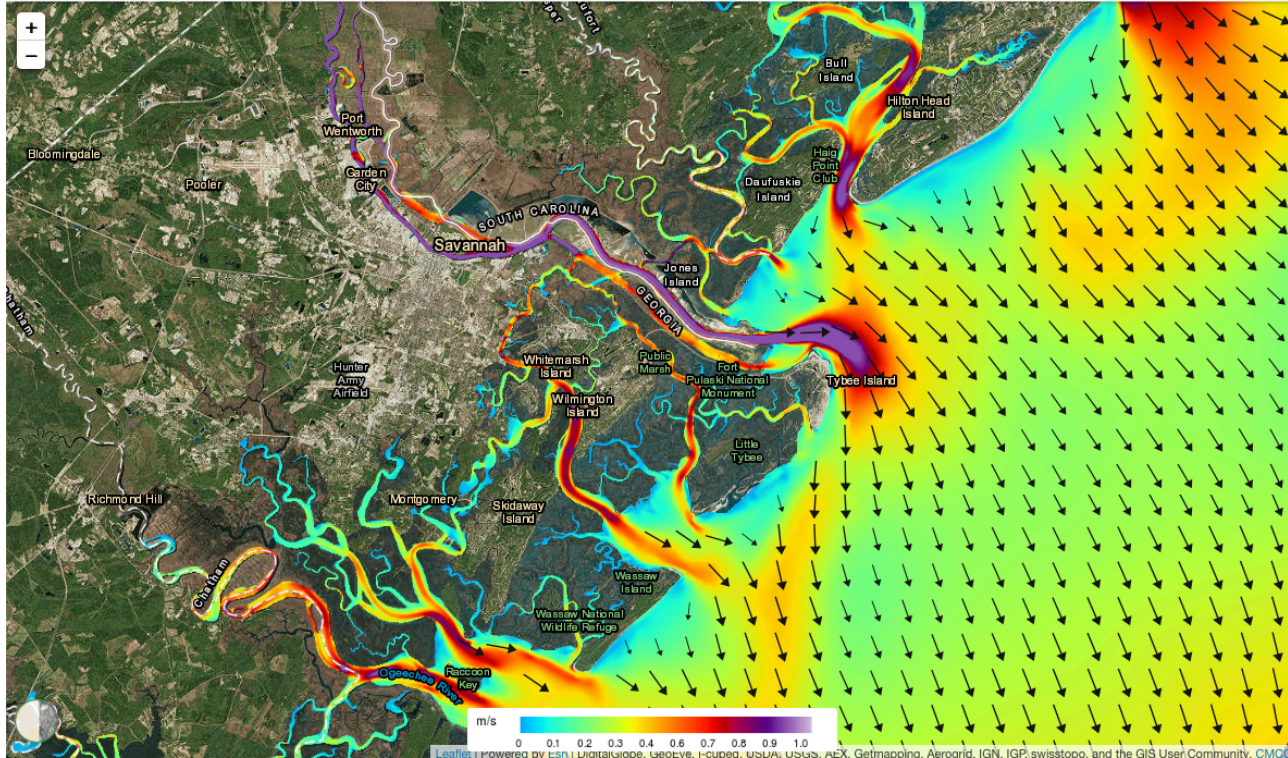 +
−
Bloomingdale
Port
Wentworth
Pooler
Garden
City
Savannah
SOUTH CAROLINA
GEORGIA
Bull
Island
Hilton Head
Island
Haig
Point
Club
Daufuskie
Island
Jones
Island
Hunter
Army
Airfield
Whitemarsh
Island
Public
Marsh
Fort
Pulaski National
Monument
Tybee Island
Wilmington
Island
Little
Tybee
Richmond Hill
Montgomery
Skidaway
Island
Chatham
Chatham
Wassaw
Island
Wassaw National
Wildlife Refuge
Raccoon
Key
Ogeechee River
m/s
0 0.1 0.2 0.3 0.4 0.5 0.6 0.7 0.8 0.9 1.0
Leaflet | Powered by Esri | DigitalGlobe, GeoEye, i-cubed, USDA, USGS, AEX, Getmapping, Aerogrid, IGN, IGP, swisstopo, and the GIS User Community, CMCC